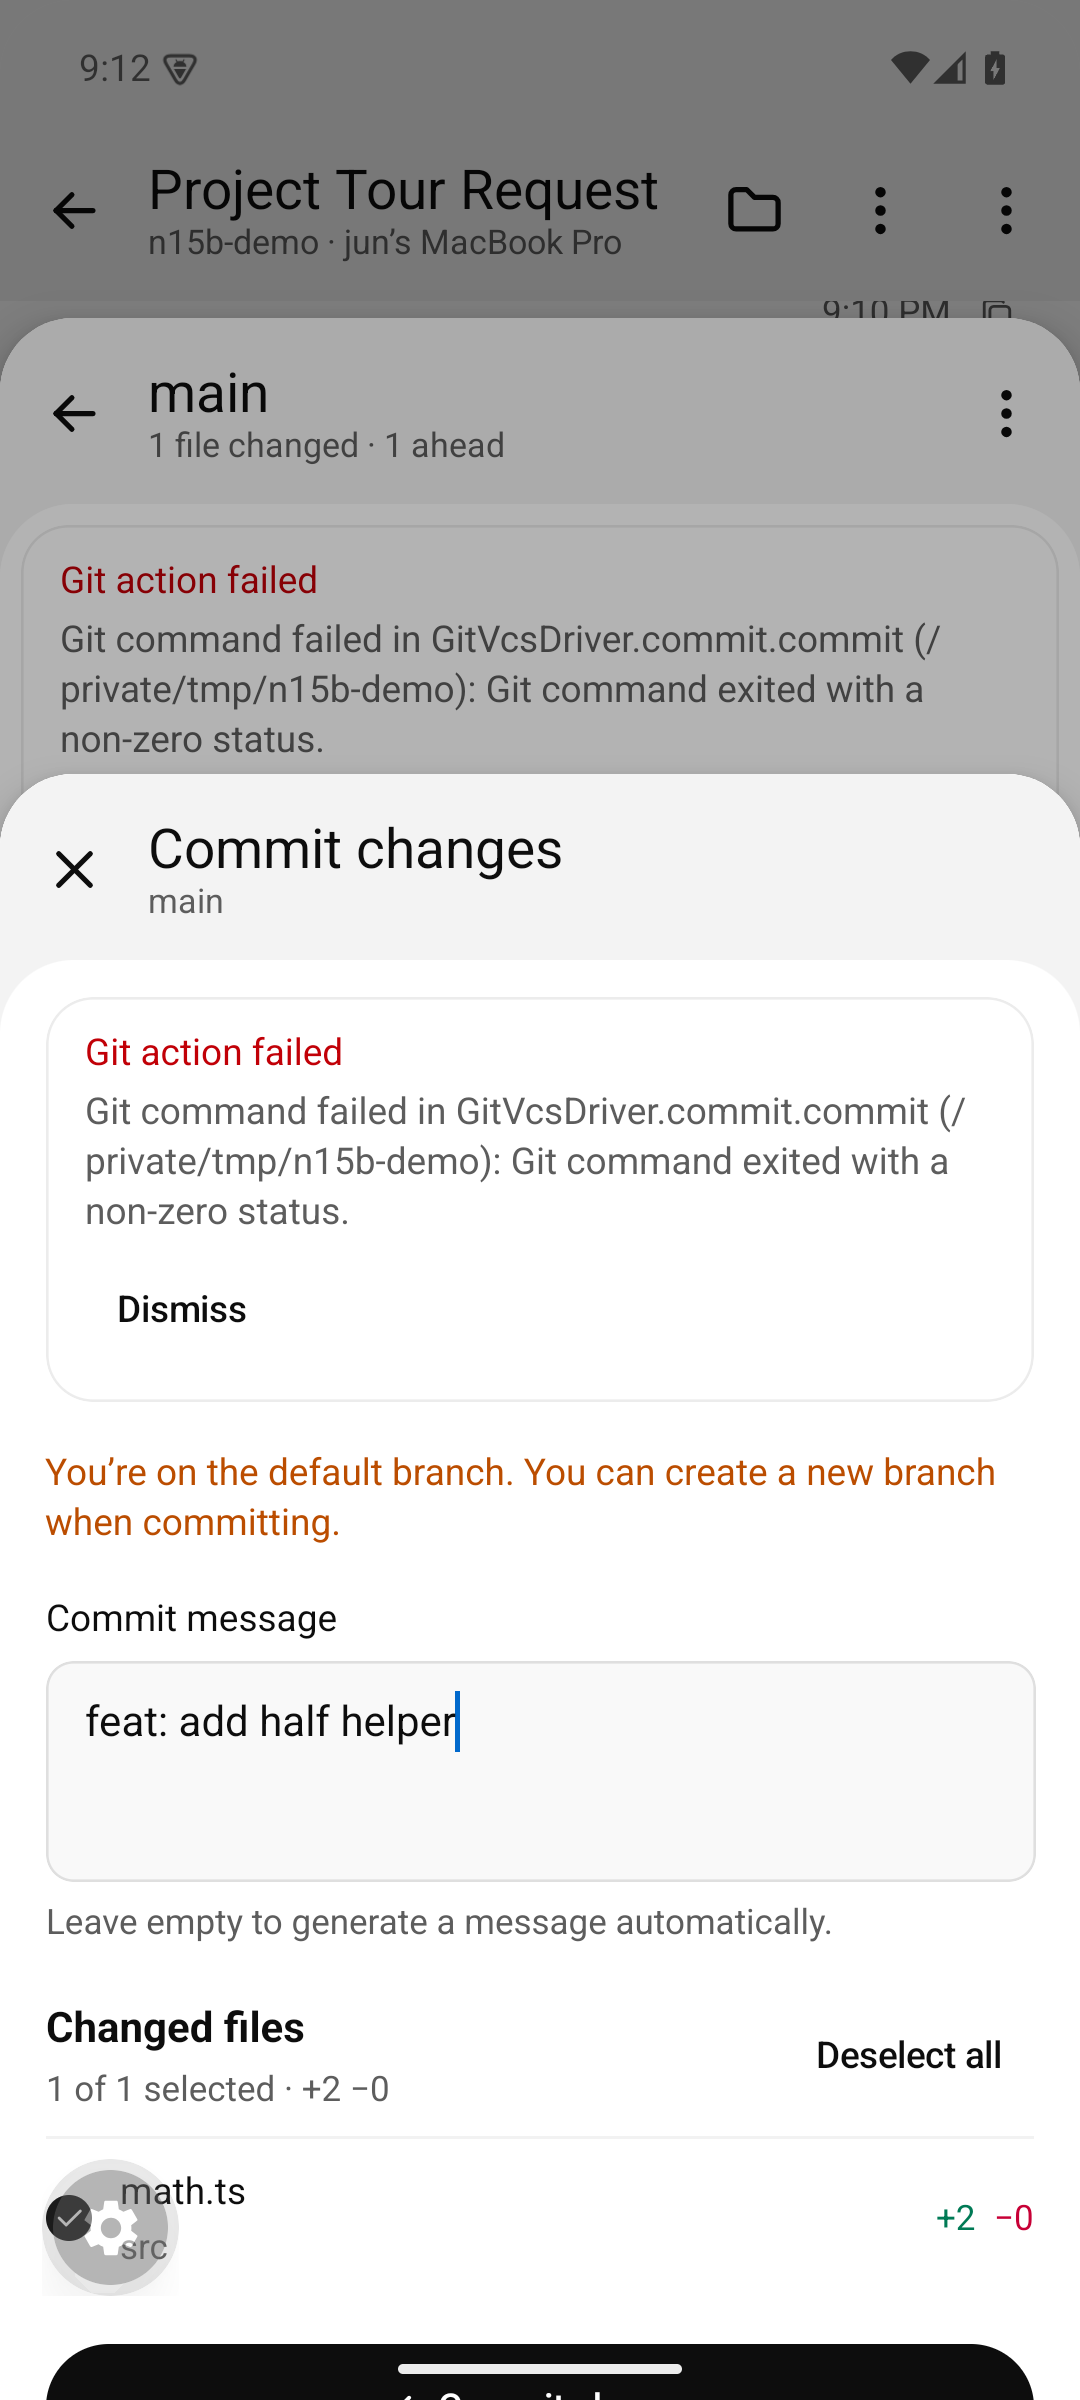 9:12
Project Tour Request
n15b-demo · jun’s MacBook Pro
9:10 PM
main
1 file changed · 1 ahead
Git action failed
Git command failed in GitVcsDriver.commit.commit (/
private/tmp/n15b-demo): Git command exited with a
non-zero status.
Commit changes
main
Git action failed
Git command failed in GitVcsDriver.commit.commit (/
private/tmp/n15b-demo): Git command exited with a
non-zero status.
Dismiss
You’re on the default branch. You can create a new branch
when committing.
Commit message
feat: add half helper
Leave empty to generate a message automatically.
Changed files
Deselect all
1 of 1 selected · +2 −0
math.ts
+2 −0
src